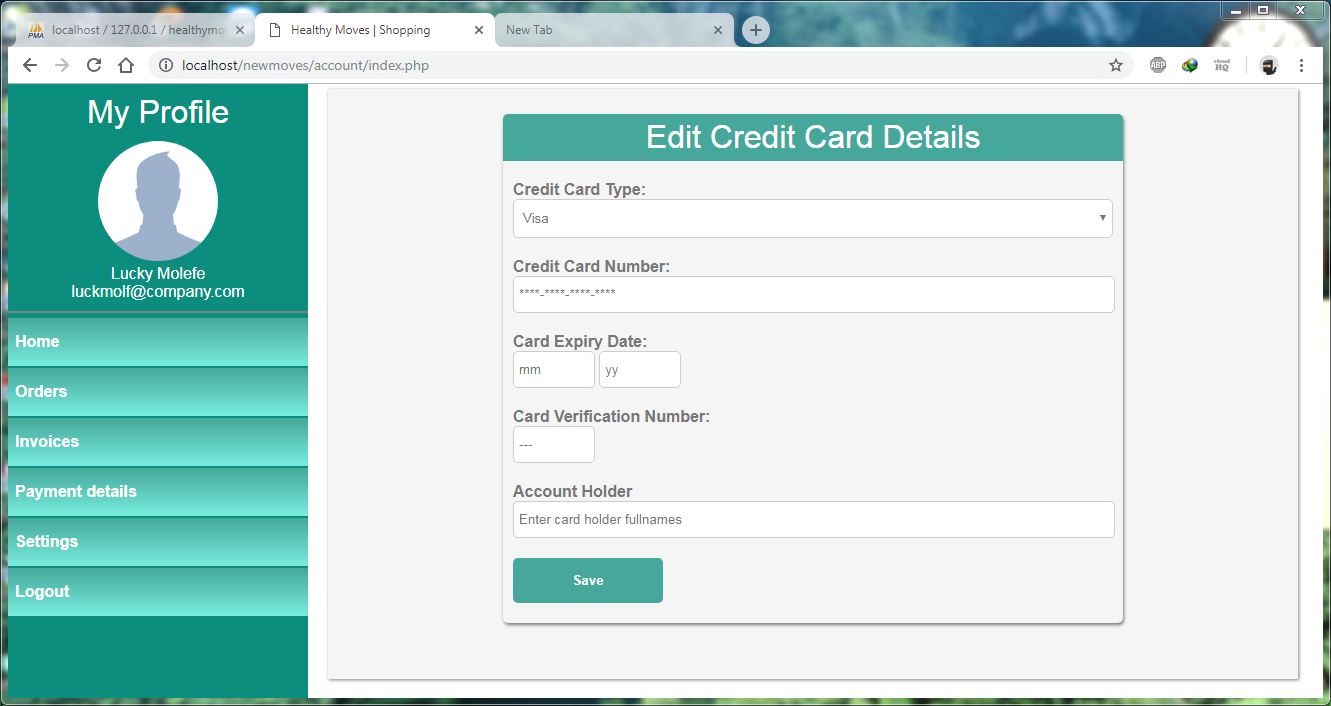 PMA localhost / 127.0.0.1 / healthymo
Healthy Moves | Shopping
New Tab
localhost/newmoves/account/index.php
ABP
cloud
HQ
My Profile
Lucky Molefe
luckmolf@company.com
Home
Orders
Invoices
Payment details
Settings
Logout
Edit Credit Card Details
Credit Card Type:
Visa
Credit Card Number:
****-****-****-****
Card Expiry Date:
mm yy
Card Verification Number:
---
Account Holder
Enter card holder fullnames
Save